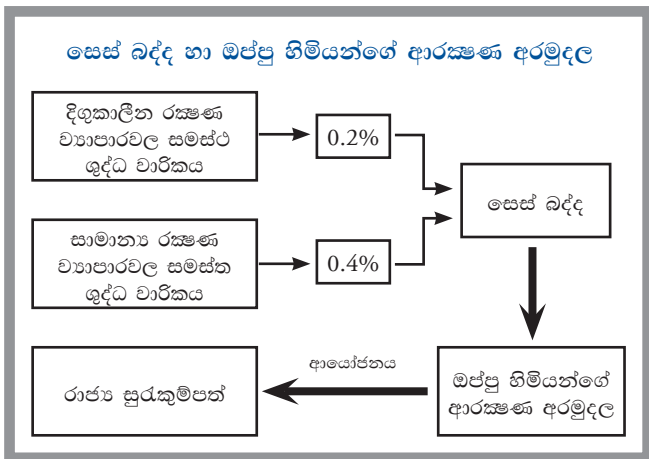 සෙස් බද්ද හා ඔප්පු හිමියන්ගේ ආරක්‍ෂණ අරමුදල
දිගුකාලීන රක්‍ෂණ
ව්‍යාපාරවල සමස්ථ
ශුද්ධ වාරිකය
0.2%
සෙස් බද්ද
සාමාන්‍ය රක්‍ෂණ
ව්‍යාපාරවල සමස්ත
ශුද්ධ වාරිකය
0.4%
ආයෝජනය
රාජ්‍ය සුරැකුම්පත්
ඔප්පු හිමියන්ගේ
ආරක්‍ෂණ අරමුදල